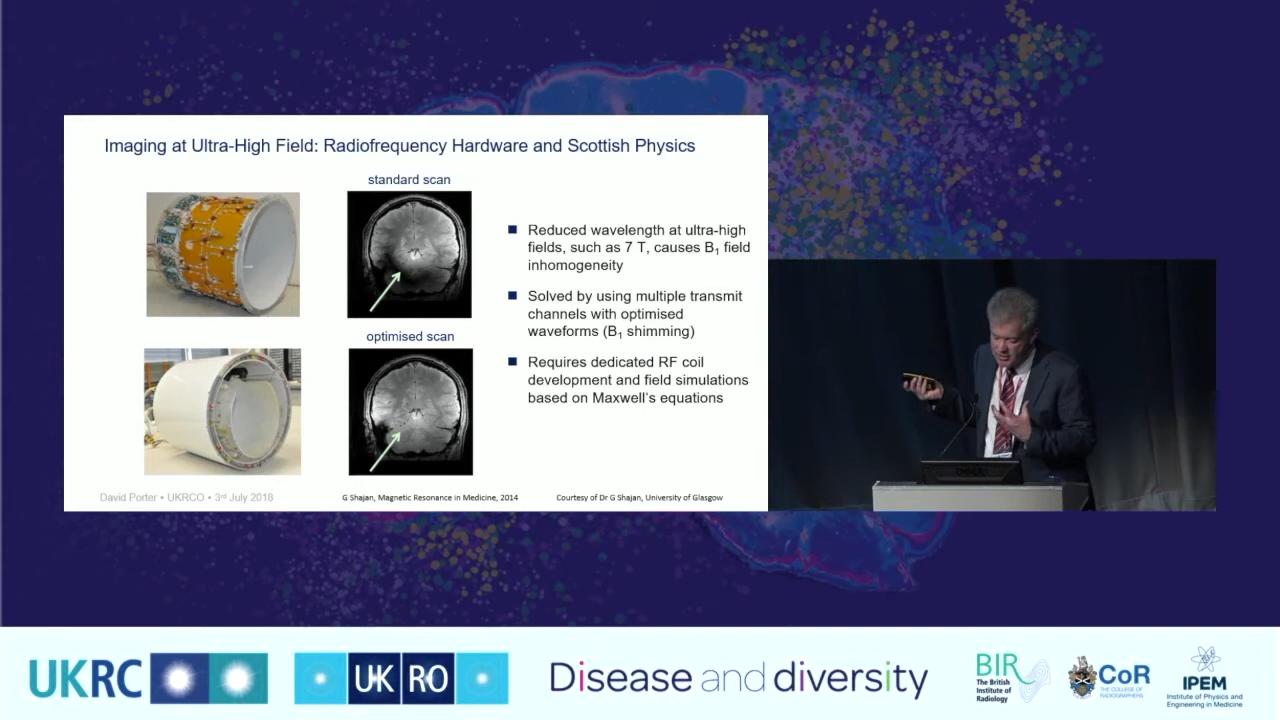 Imaging at Ultra-High Field: Radiofrequency Hardware and Scottish Physics
standard scan
optimised scan
■ Reduced wavelength at ultra-high
fields, such as 7 T, causes B₁ field
inhomogeneity
■ Solved by using multiple transmit
channels with optimised
waveforms (B₁ shimming)
■ Requires dedicated RF coil
development and field simulations
based on Maxwell's equations
David Porter • UKRCO • 3rd July 2018
G Shajan, Magnetic Resonance in Medicine, 2014
Courtesy of Dr G Shajan, University of Glasgow
UKRC
UK RO
Disease and diversity
BIR
The British
Institute of
Radiology
CoR
THE COLLEGE OF
RADIOGRAPHERS
IPEM
Institute of Physics and
Engineering in Medicine